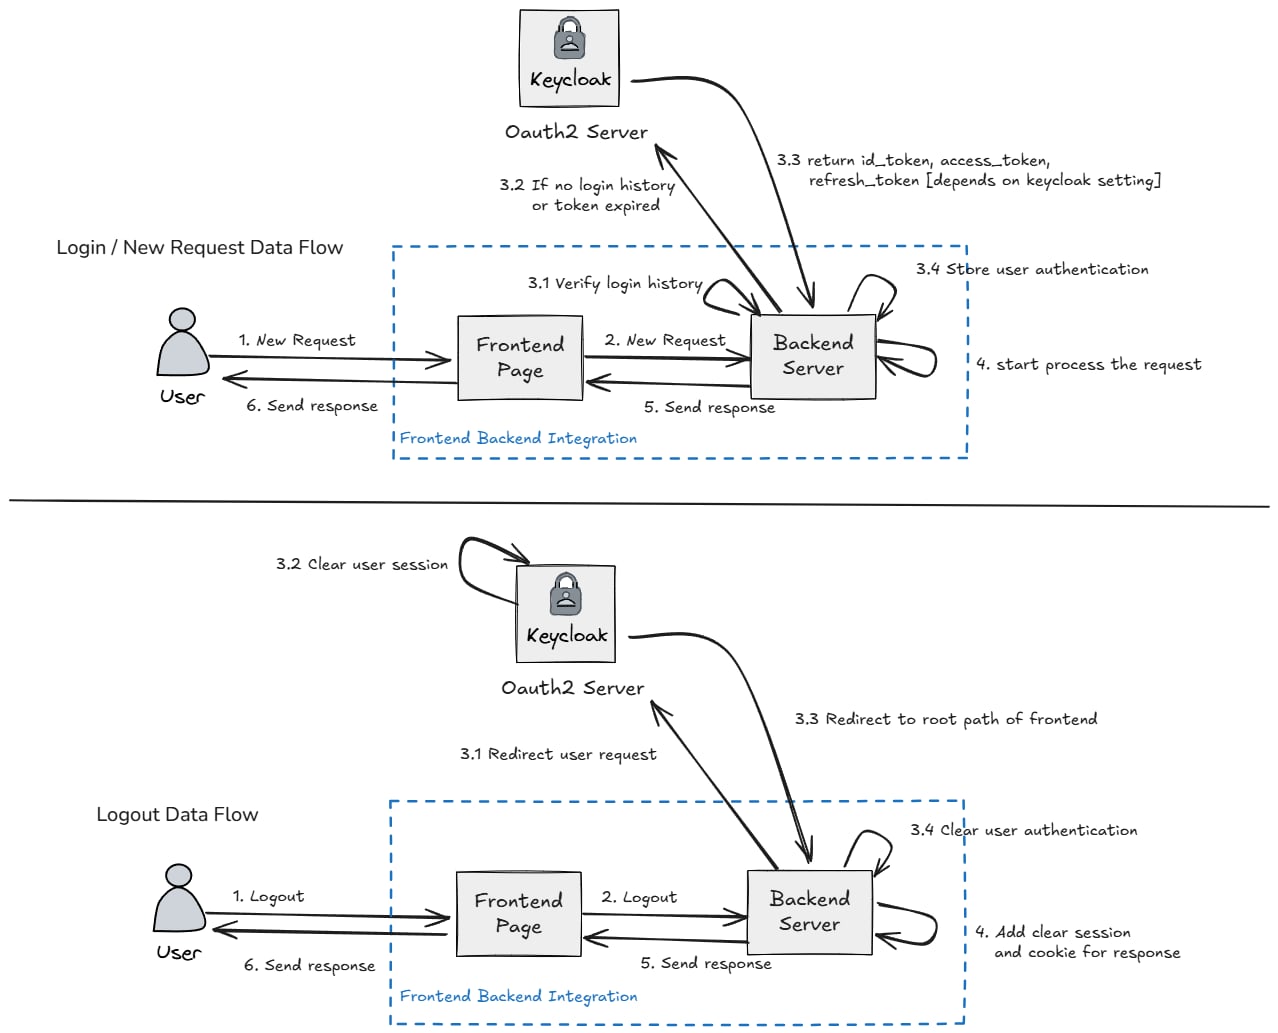 Keycloak
Oauth2 Server
3.3 return id_token, access_token,
refresh_token [depends on keycloak setting]
3.2 If no login history
or token expired
Login / New Request Data Flow
3.4 Store user authentication
3.1 Verify login history
1. New Request
Frontend
Page
2. New Request
Backend
Server
4. start process the request
User
6. Send response
5. Send response
Frontend Backend Integration
3.2 Clear user session
Keycloak
Oauth2 Server
3.3 Redirect to root path of frontend
3.1 Redirect user request
Logout Data Flow
3.4 Clear user authentication
1. Logout
Frontend
Page
2. Logout
Backend
Server
4. Add clear session
and cookie for response
User
6. Send response
5. Send response
Frontend Backend Integration